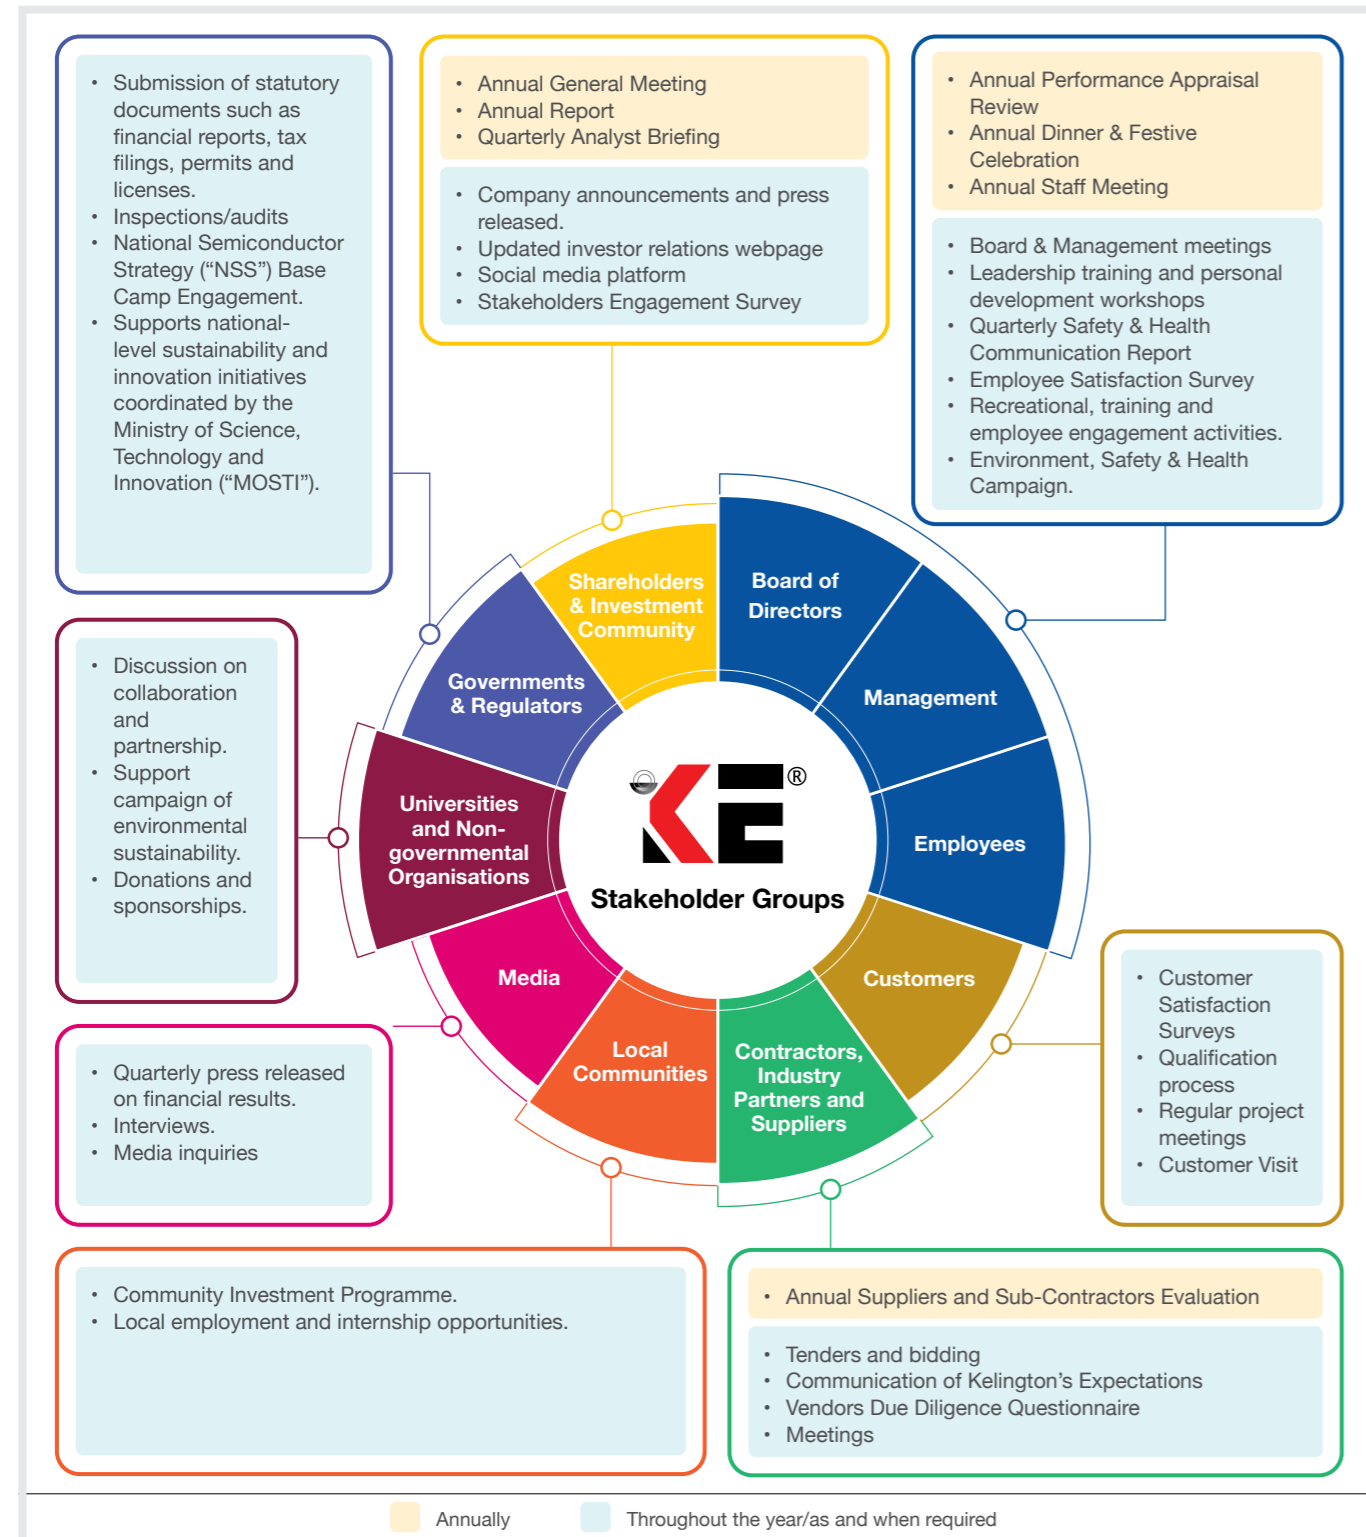 • Submission of statutory
documents such as
financial reports, tax
filings, permits and
licenses.
• Inspections/audits
• National Semiconductor
Strategy (“NSS”) Base
Camp Engagement.
• Supports national-
level sustainability and
innovation initiatives
coordinated by the
Ministry of Science,
Technology and
Innovation (“MOSTI”).
• Annual General Meeting
• Annual Report
• Quarterly Analyst Briefing
• Company announcements and press
released.
• Updated investor relations webpage
• Social media platform
• Stakeholders Engagement Survey
• Annual Performance Appraisal
Review
• Annual Dinner & Festive
Celebration
• Annual Staff Meeting
• Board & Management meetings
• Leadership training and personal
development workshops
• Quarterly Safety & Health
Communication Report
• Employee Satisfaction Survey
• Recreational, training and
employee engagement activities.
• Environment, Safety & Health
Campaign.
Shareholders
& Investment
Community
Board of
Directors
Governments
& Regulators
Management
• Discussion on
collaboration
and
partnership.
• Support
campaign of
environmental
sustainability.
• Donations and
sponsorships.
Universities
and Non-
governmental
Organisations
KE®
Stakeholder Groups
Employees
Media
Customers
Local
Communities
Contractors,
Industry
Partners and
Suppliers
• Customer
Satisfaction
Surveys
• Qualification
process
• Regular project
meetings
• Customer Visit
• Quarterly press released
on financial results.
• Interviews.
• Media inquiries
• Community Investment Programme.
• Local employment and internship opportunities.
• Annual Suppliers and Sub-Contractors Evaluation
• Tenders and bidding
• Communication of Kelington’s Expectations
• Vendors Due Diligence Questionnaire
• Meetings
Annually
Throughout the year/as and when required